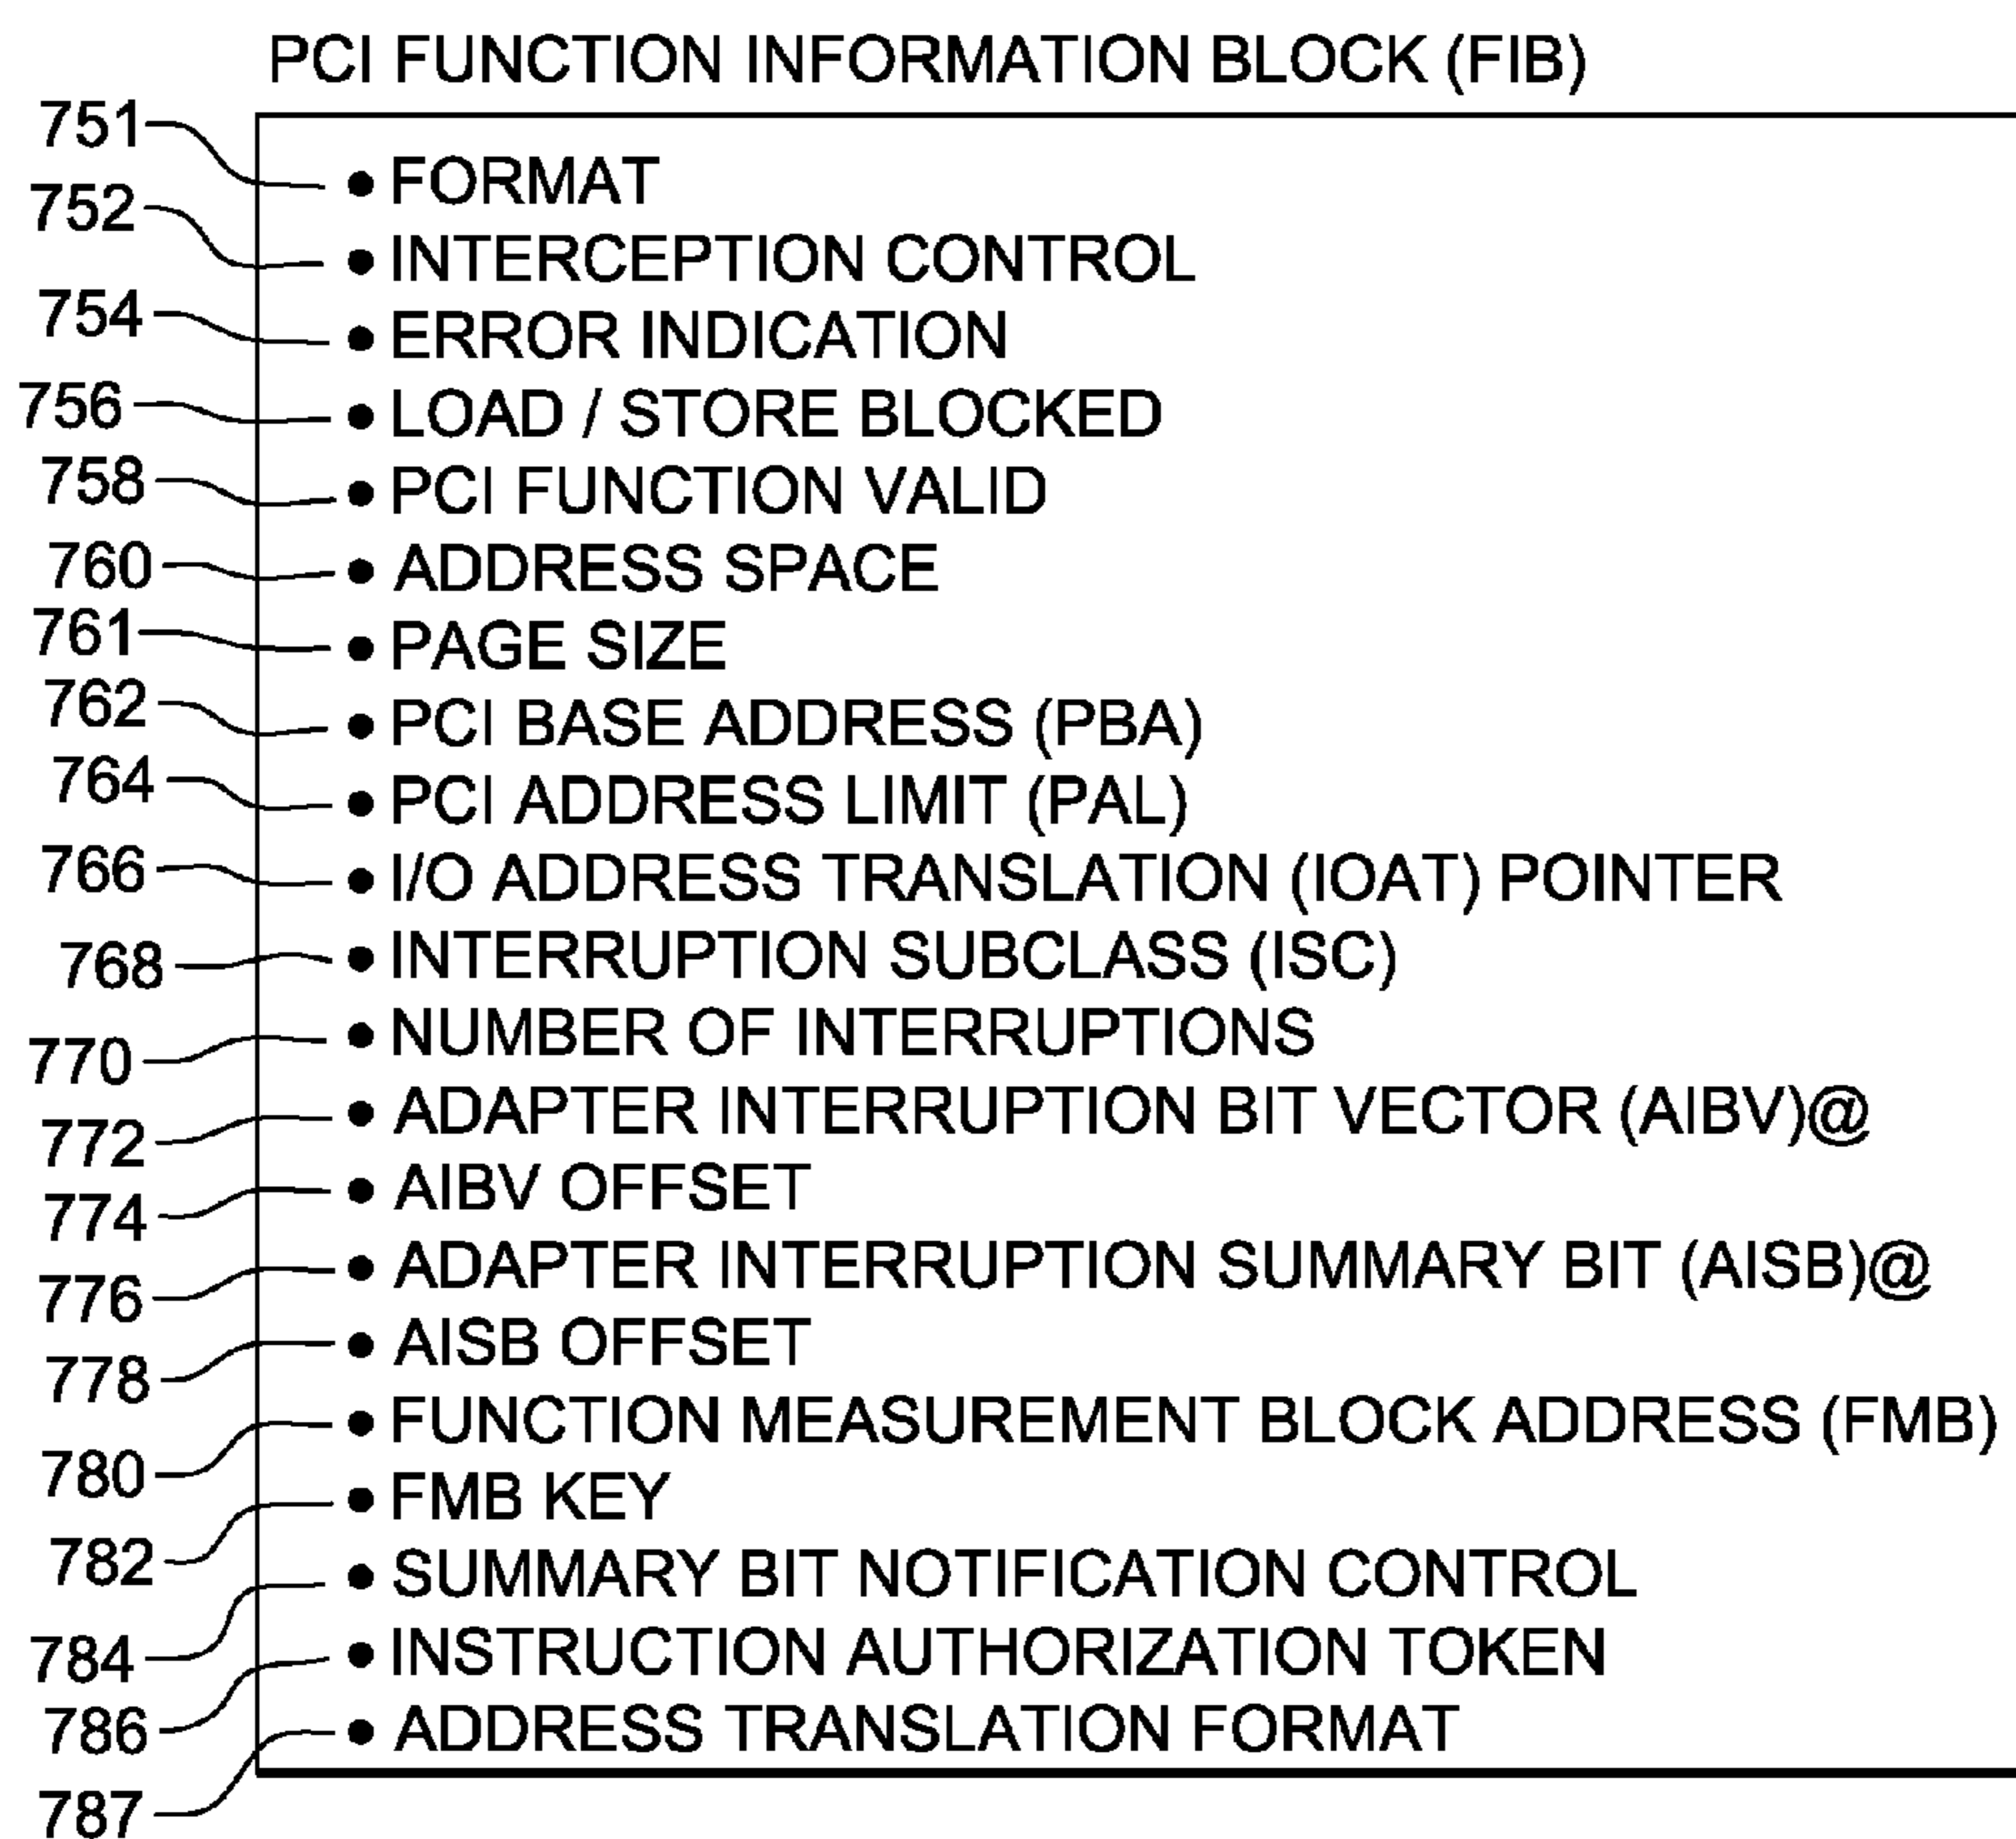 PCI FUNCTION INFORMATION BLOCK (FIB)
751 • FORMAT
752 • INTERCEPTION CONTROL
754 • ERROR INDICATION
756 • LOAD / STORE BLOCKED
758 • PCI FUNCTION VALID
760 • ADDRESS SPACE
761 • PAGE SIZE
762 • PCI BASE ADDRESS (PBA)
764 • PCI ADDRESS LIMIT (PAL)
766 • I/O ADDRESS TRANSLATION (IOAT) POINTER
768 • INTERRUPTION SUBCLASS (ISC)
770 • NUMBER OF INTERRUPTIONS
772 • ADAPTER INTERRUPTION BIT VECTOR (AIBV)@
774 • AIBV OFFSET
776 • ADAPTER INTERRUPTION SUMMARY BIT (AISB)@
778 • AISB OFFSET
780 • FUNCTION MEASUREMENT BLOCK ADDRESS (FMB)
782 • FMB KEY
784 • SUMMARY BIT NOTIFICATION CONTROL
786 • INSTRUCTION AUTHORIZATION TOKEN
787 • ADDRESS TRANSLATION FORMAT